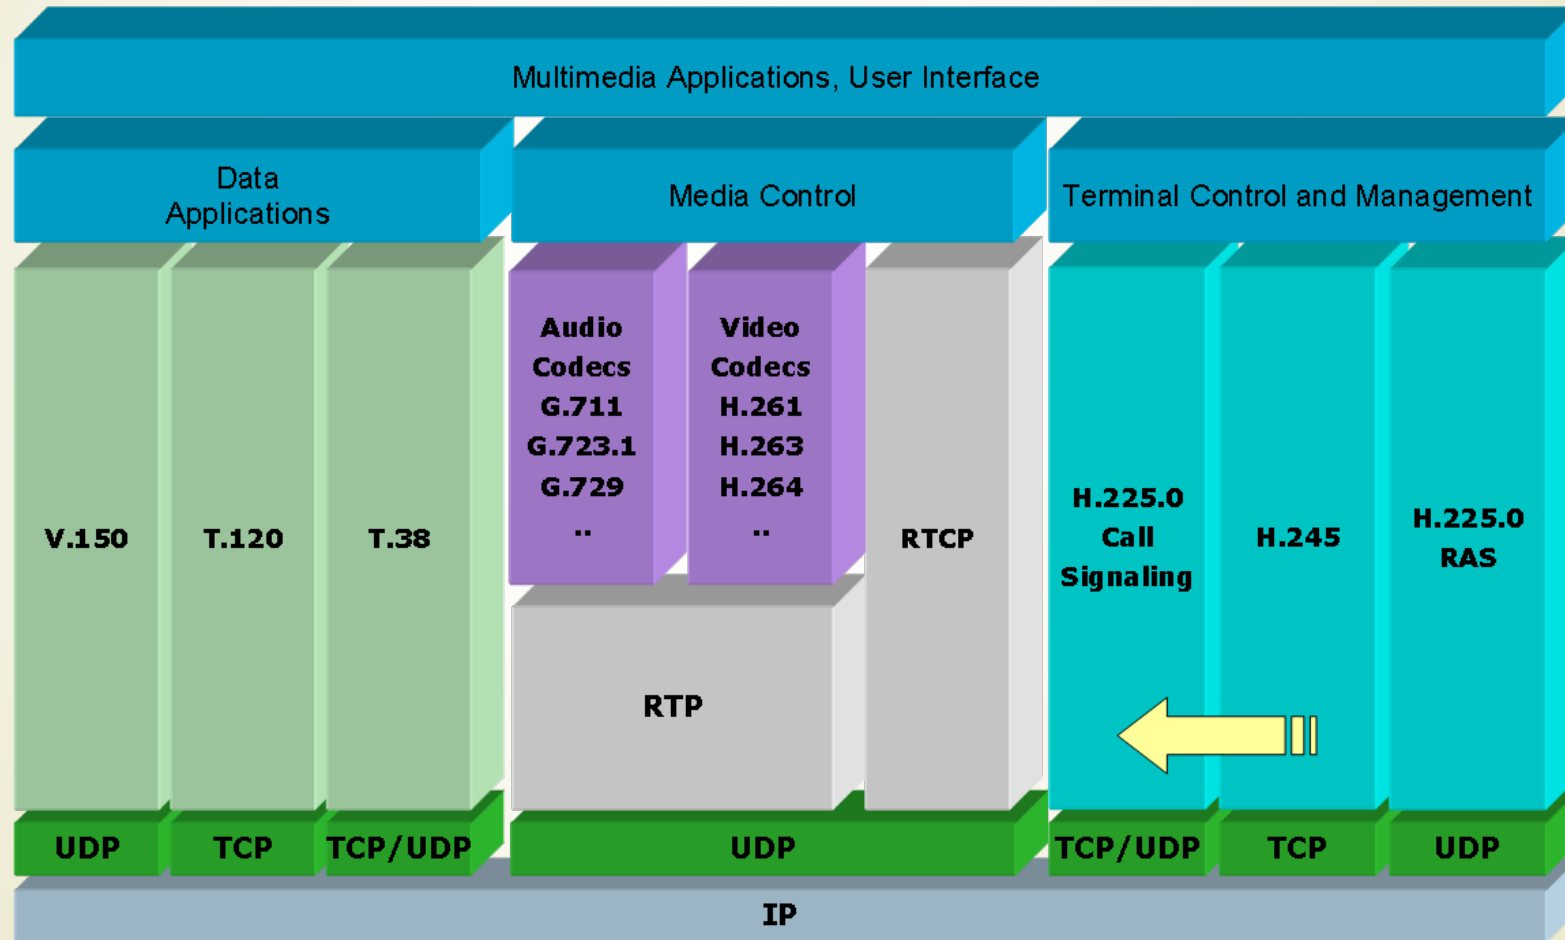 Multimedia Applications, User Interface
Data
Applications
Media Control
Terminal Control and Management
V.150
T.120
T.38
Audio
Codecs
G.711
G.723.1
G.729
..
Video
Codecs
H.261
H.263
H.264
..
RTP
RTCP
H.225.0
Call
Signaling
H.245
H.225.0
RAS
UDP
TCP
TCP/UDP
UDP
TCP/UDP
TCP
UDP
IP